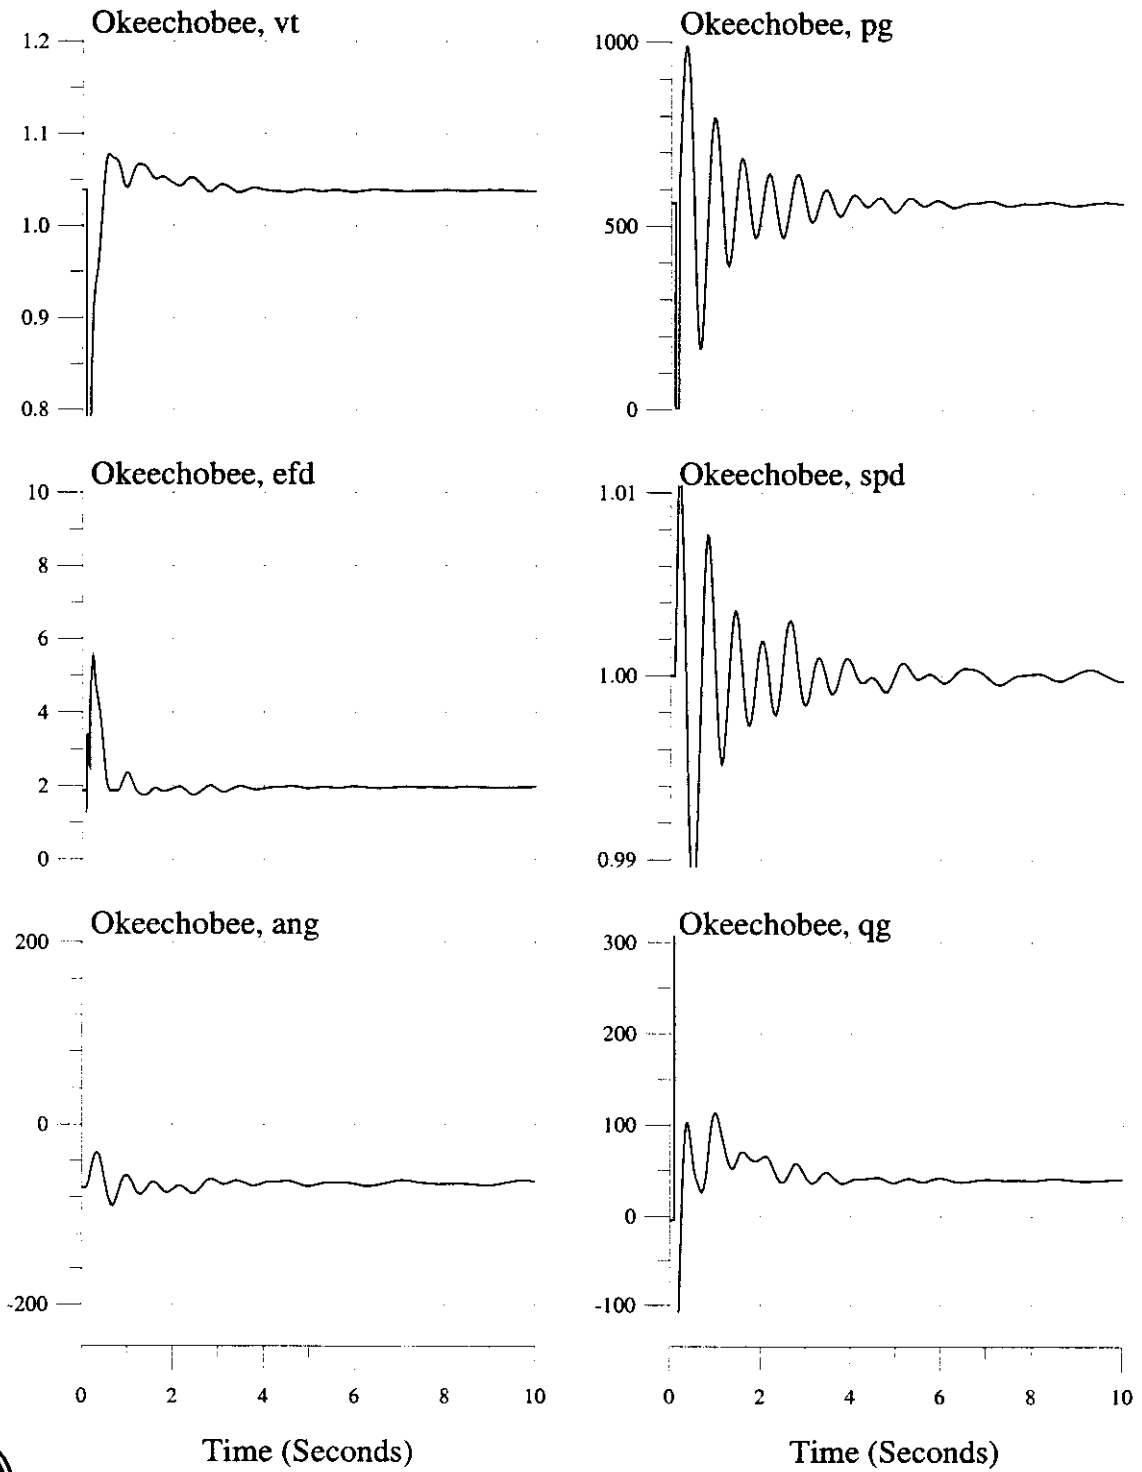 Okeechobee, vt
1.2
1.1
1.0
0.9
0.8
Okeechobee, pg
1000
500
0
Okeechobee, efd
10
8
6
4
2
0
Okeechobee, spd
1.01
1.00
0.99
Okeechobee, ang
200
0
-200
0 2 4 6 8 10
Time (Seconds)
Okeechobee, qg
300
200
100
0
-100
0 2 4 6 8 10
Time (Seconds)